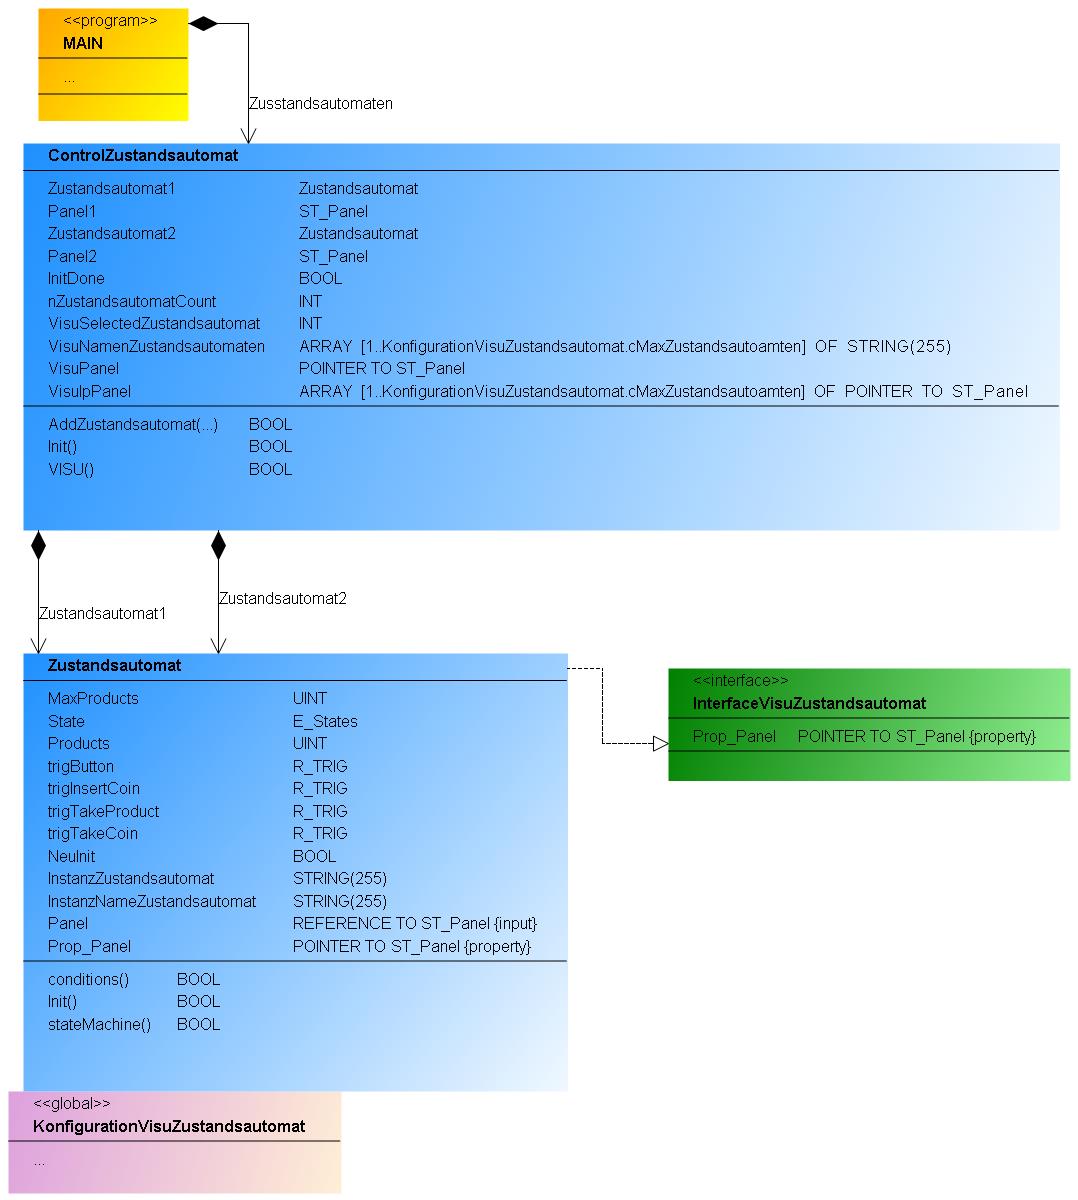 <<program>>
MAIN
...
Zusstandsautomaten
ControlZustandsautomat
Zustandsautomat1 Zustandsautomat
Panel1 ST_Panel
Zustandsautomat2 Zustandsautomat
Panel2 ST_Panel
InitDone BOOL
nZustandsautomatCount INT
VisuSelectedZustandsautomat INT
VisuNamenZustandsautomaten ARRAY [1..KonfigurationVisuZustandsautomat.cMaxZustandsautoamten] OF STRING(255)
VisuPanel POINTER TO ST_Panel
VisuIpPanel ARRAY [1..KonfigurationVisuZustandsautomat.cMaxZustandsautoamten] OF POINTER TO ST_Panel
AddZustandsautomat(...) BOOL
Init() BOOL
VISU() BOOL
Zustandsautomat2
Zustandsautomat1
Zustandsautomat
MaxProducts UINT
State E_States
Products UINT
trigButton R_TRIG
trigInsertCoin R_TRIG
trigTakeProduct R_TRIG
trigTakeCoin R_TRIG
NeuInit BOOL
InstanzZustandsautomat STRING(255)
InstanzNameZustandsautomat STRING(255)
Panel REFERENCE TO ST_Panel {input}
Prop_Panel POINTER TO ST_Panel {property}
conditions() BOOL
Init() BOOL
stateMachine() BOOL
<<interface>>
InterfaceVisuZustandsautomat
Prop_Panel POINTER TO ST_Panel {property}
<<global>>
KonfigurationVisuZustandsautomat
...